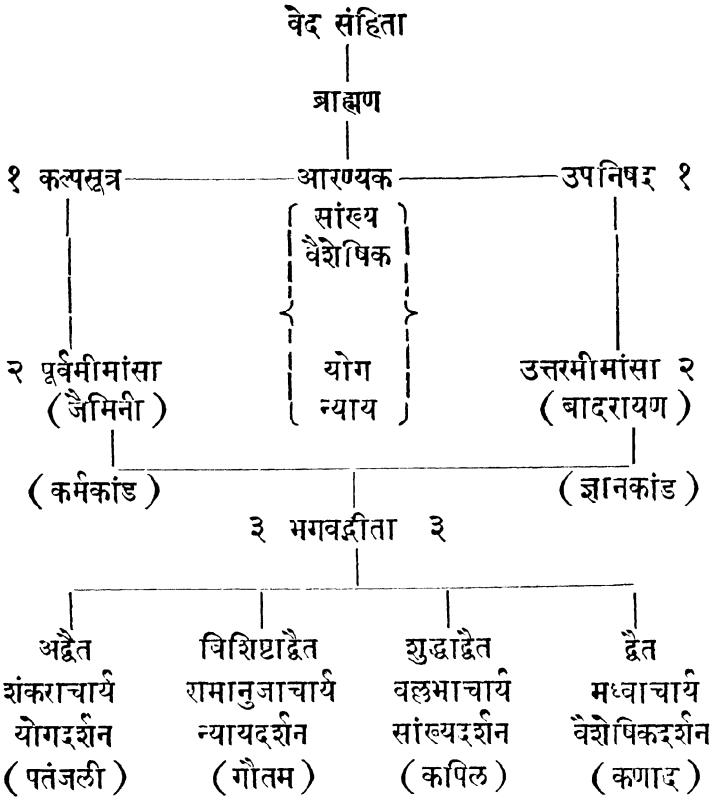 वेद संहिता
ब्राह्मण
१ कल्पसूत्र आरण्यक उपनिषद १
सांख्य
वैशेषिक
२ पूर्वमीमांसा योग उत्तरमीमांसा २
(जैमिनी) न्याय (बादरायण)
(कर्मकांड) (ज्ञानकांड)
३ भगवद्गीता ३
अद्वैत बिशिष्टाद्वैत शुद्धाद्वैत द्वैत
शंकराचार्य रामानुजाचार्य वल्लभाचार्य मध्वाचार्य
योगदर्शन न्यायदर्शन सांख्यदर्शन वैशेषिकदर्शन
(पतंजली) (गौतम) (कपिल) (कणाद)